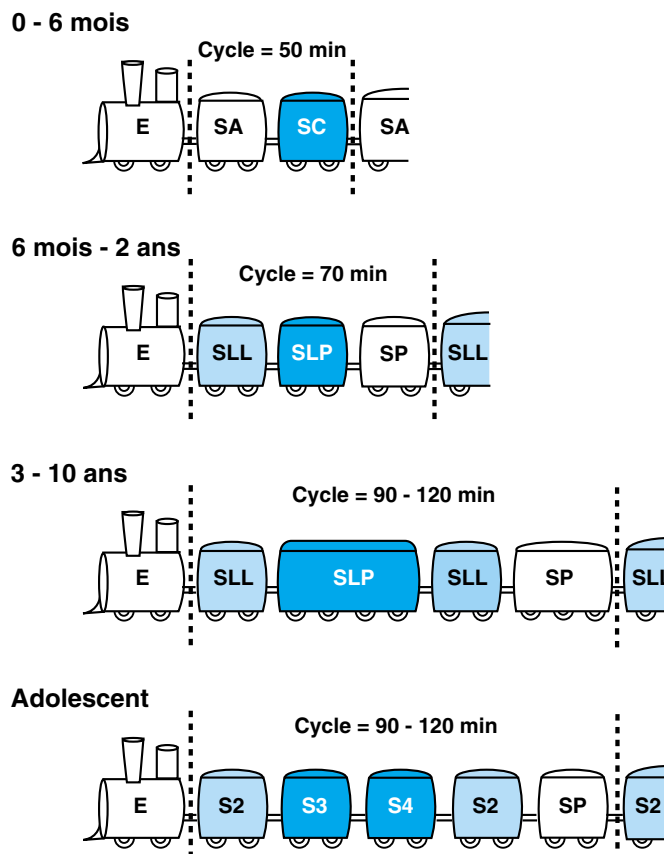 0 - 6 mois
Cycle = 50 min
E SA SC SA
6 mois - 2 ans
Cycle = 70 min
E SLL SLP SP SLL
3 - 10 ans
Cycle = 90 - 120 min
E SLL SLP SLL SP SLL
Adolescent
Cycle = 90 - 120 min
E S2 S3 S4 S2 SP S2